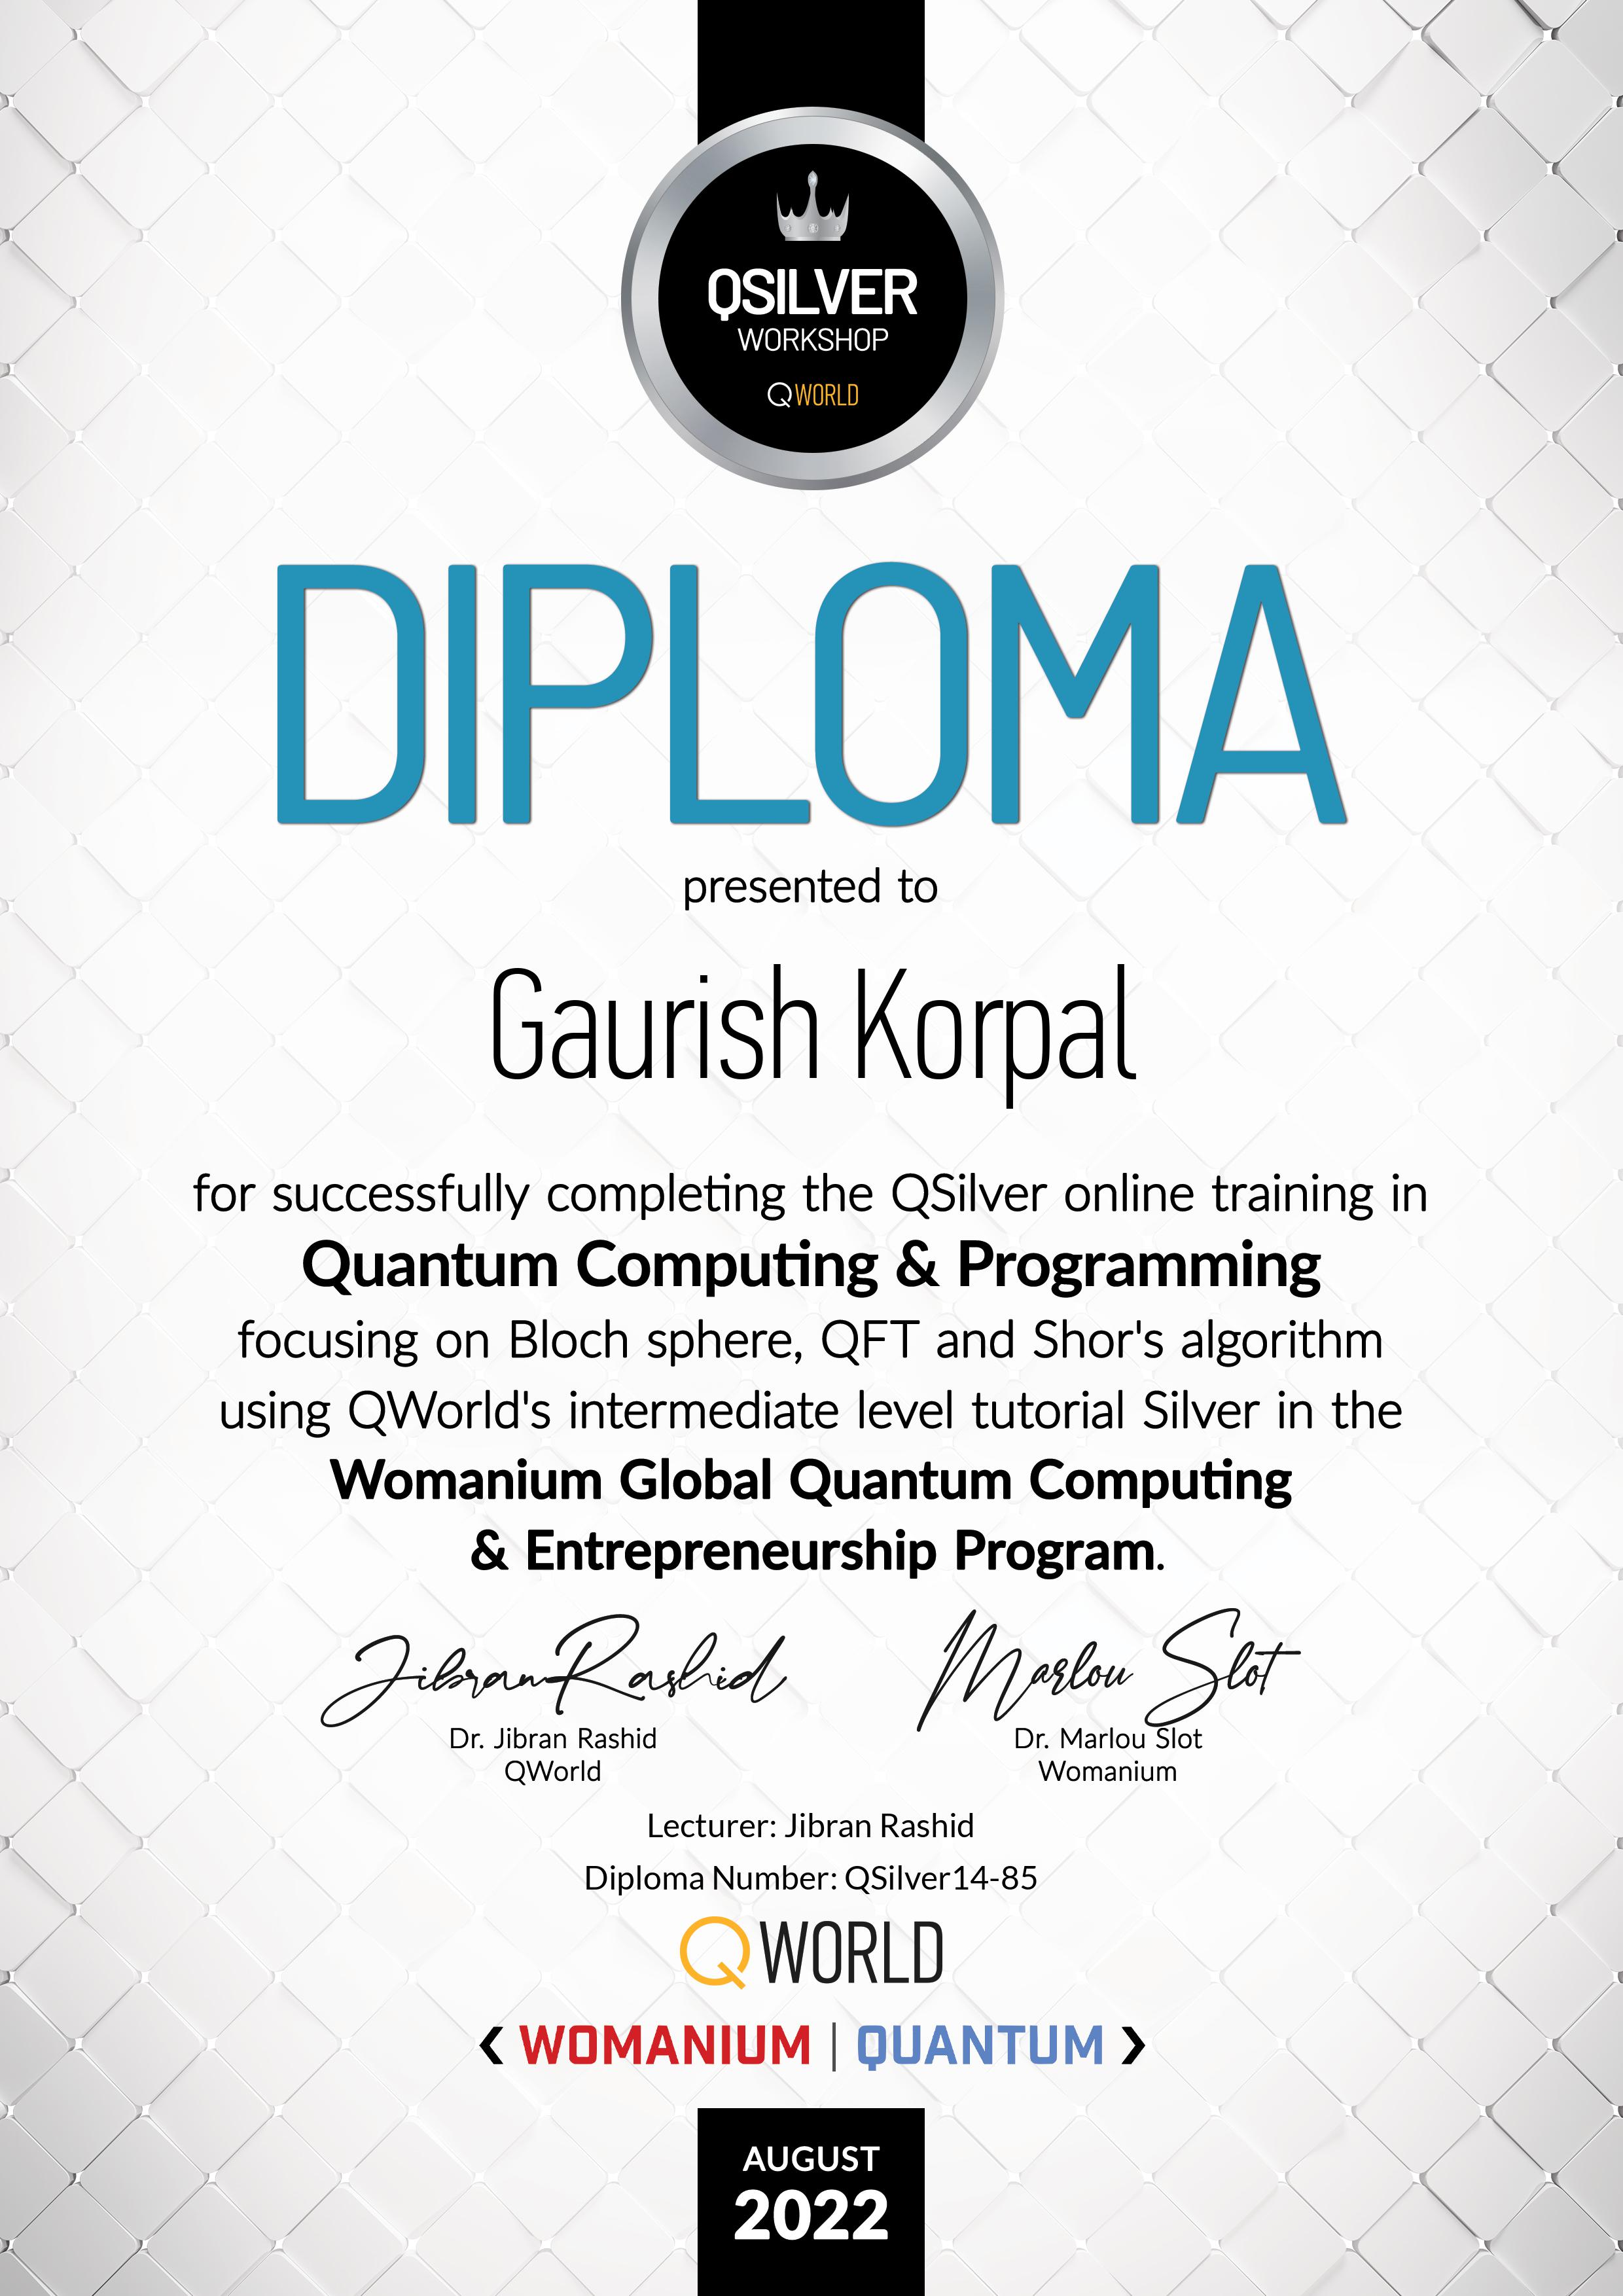 QSILVER
WORKSHOP
QWORLD
DIPLOMA
presented to
Gaurish Korpal
for successfully completing the QSilver online training in
Quantum Computing & Programming
focusing on Bloch sphere, QFT and Shor's algorithm
using QWorld's intermediate level tutorial Silver in the
Womanium Global Quantum Computing
& Entrepreneurship Program.
Jibran Rashid Marlou Slot
Dr. Jibran Rashid Dr. Marlou Slot
QWorld Womanium
Lecturer: Jibran Rashid
Diploma Number: QSilver14-85
QWORLD
WOMANIUM | QUANTUM
AUGUST
2022